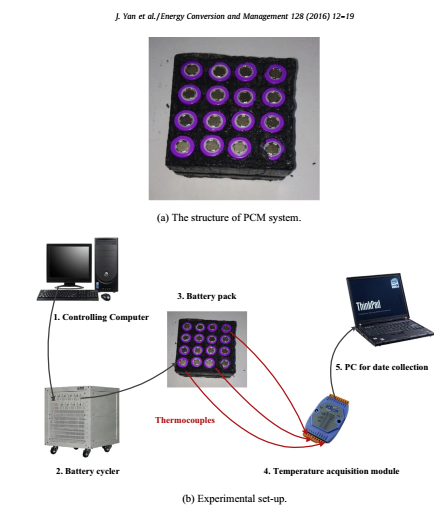 J. Yan et al./Energy Conversion and Management 128 (2016) 12–19
(a) The structure of PCM system.
1. Controlling Computer
3. Battery pack
ThinkPad
5. PC for date collection
Thermocouples
2. Battery cycler
4. Temperature acquisition module
(b) Experimental set-up.